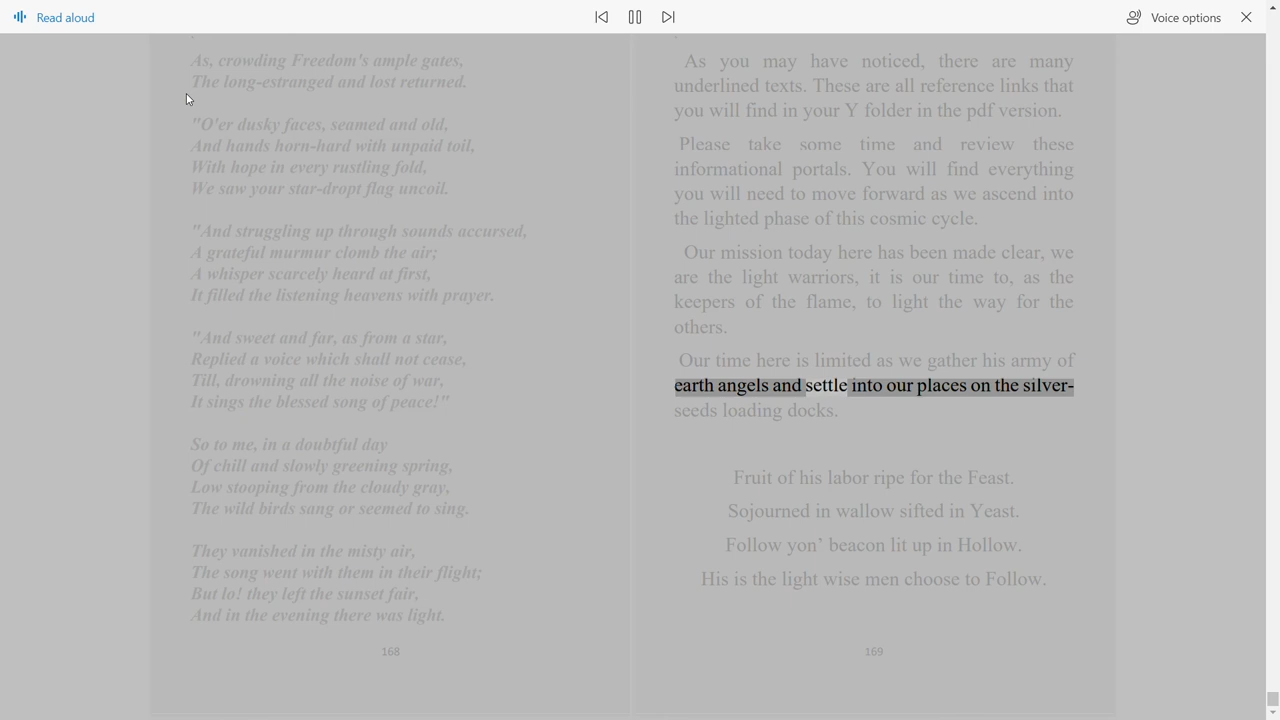 Read aloud
Voice options
As, crowding Freedom's ample gates,
The long-estranged and lost returned.
"O'er dusky faces, seamed and old,
And hands horn-hard with unpaid toil,
With hope in every rustling fold,
We saw your star-dropt flag uncoil.
"And struggling up through sounds accursed,
A grateful murmur clomb the air;
A whisper scarcely heard at first,
It filled the listening heavens with prayer.
"And sweet and far, as from a star,
Replied a voice which shall not cease,
Till, drowning all the noise of war,
It sings the blessed song of peace!"
So to me, in a doubtful day
Of chill and slowly greening spring,
Low stooping from the cloudy gray,
The wild birds sang or seemed to sing.
They vanished in the misty air,
The song went with them in their flight;
But lo! they left the sunset fair,
And in the evening there was light.
168
As you may have noticed, there are many
underlined texts. These are all reference links that
you will find in your Y folder in the pdf version.
Please take some time and review these
informational portals. You will find everything
you will need to move forward as we ascend into
the lighted phase of this cosmic cycle.
Our mission today here has been made clear, we
are the light warriors, it is our time to, as the
keepers of the flame, to light the way for the
others.
Our time here is limited as we gather his army of
earth angels and settle into our places on the silver-
seeds loading docks.
Fruit of his labor ripe for the Feast.
Sojourned in wallow sifted in Yeast.
Follow yon’ beacon lit up in Hollow.
His is the light wise men choose to Follow.
169